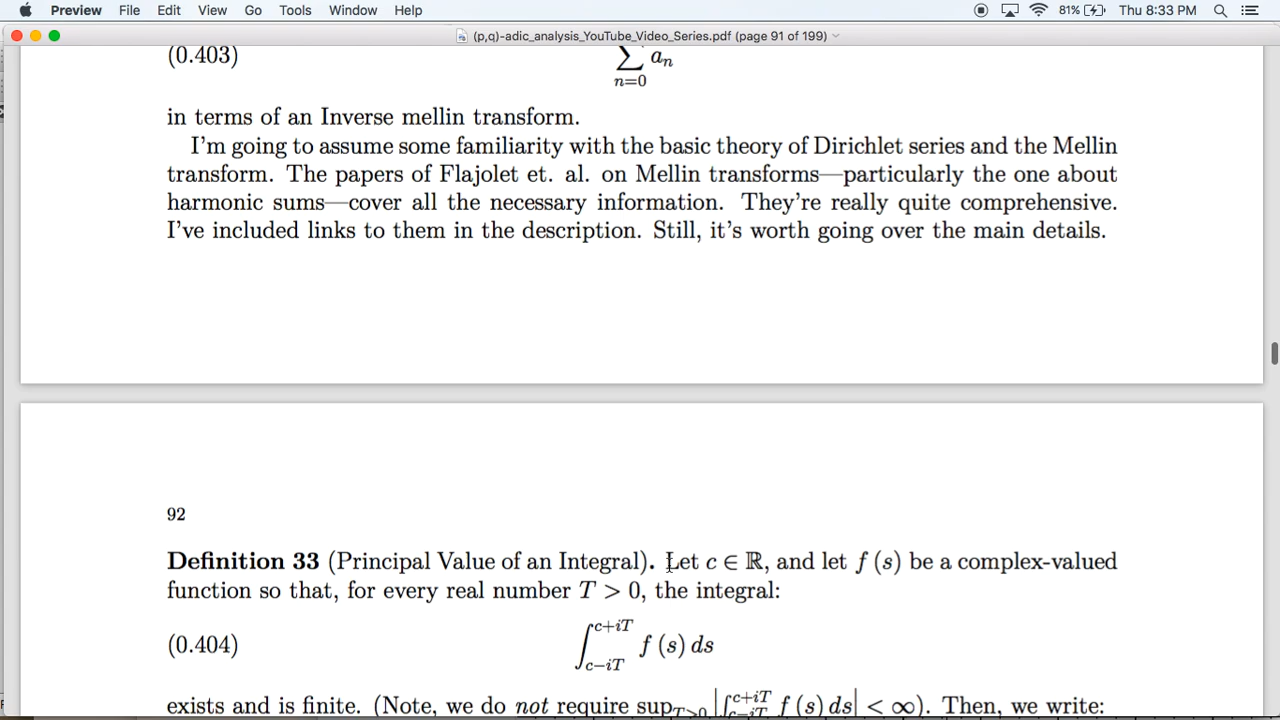 Preview File Edit View Go Tools Window Help 81% Thu 8:33 PM
(p,q)-adic_analysis_YouTube_Video_Series.pdf (page 91 of 199)
(0.403) ∑ a_n
n=0
in terms of an Inverse mellin transform.
I'm going to assume some familiarity with the basic theory of Dirichlet series and the Mellin
transform. The papers of Flajolet et. al. on Mellin transforms—particularly the one about
harmonic sums—cover all the necessary information. They're really quite comprehensive.
I've included links to them in the description. Still, it's worth going over the main details.
92
Definition 33 (Principal Value of an Integral). Let c ∈ ℝ, and let f (s) be a complex-valued
function so that, for every real number T > 0, the integral:
(0.404) ∫_{c−iT}^{c+iT} f (s) ds
exists and is finite. (Note, we do not require sup_{T>0} |∫_{c−iT}^{c+iT} f (s) ds| < ∞). Then, we write: